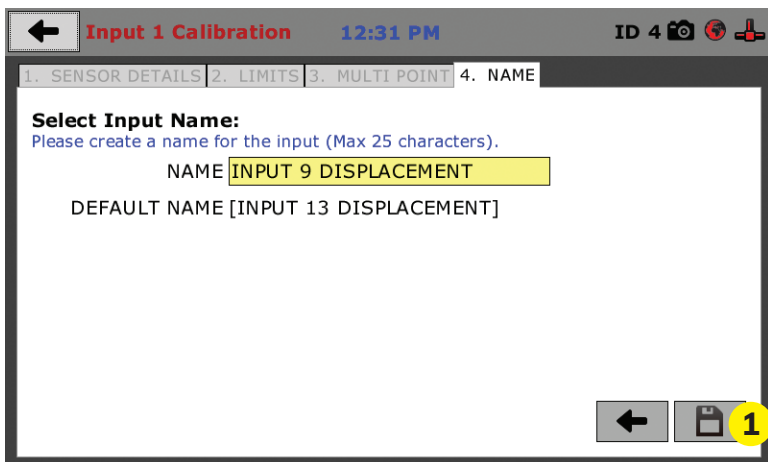 Input 1 Calibration 12:31 PM ID 4
1. SENSOR DETAILS 2. LIMITS 3. MULTI POINT 4. NAME
Select Input Name:
Please create a name for the input (Max 25 characters).
NAME INPUT 9 DISPLACEMENT
DEFAULT NAME [INPUT 13 DISPLACEMENT]
1